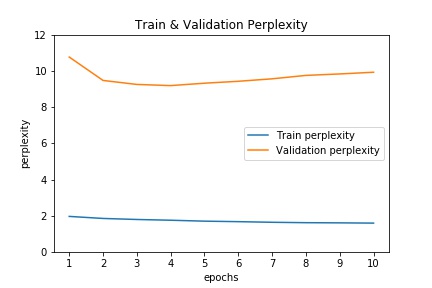 Train & Validation Perplexity
12
10
8
6
4
2
0
perplexity
Train perplexity
Validation perplexity
1 2 3 4 5 6 7 8 9 10
epochs